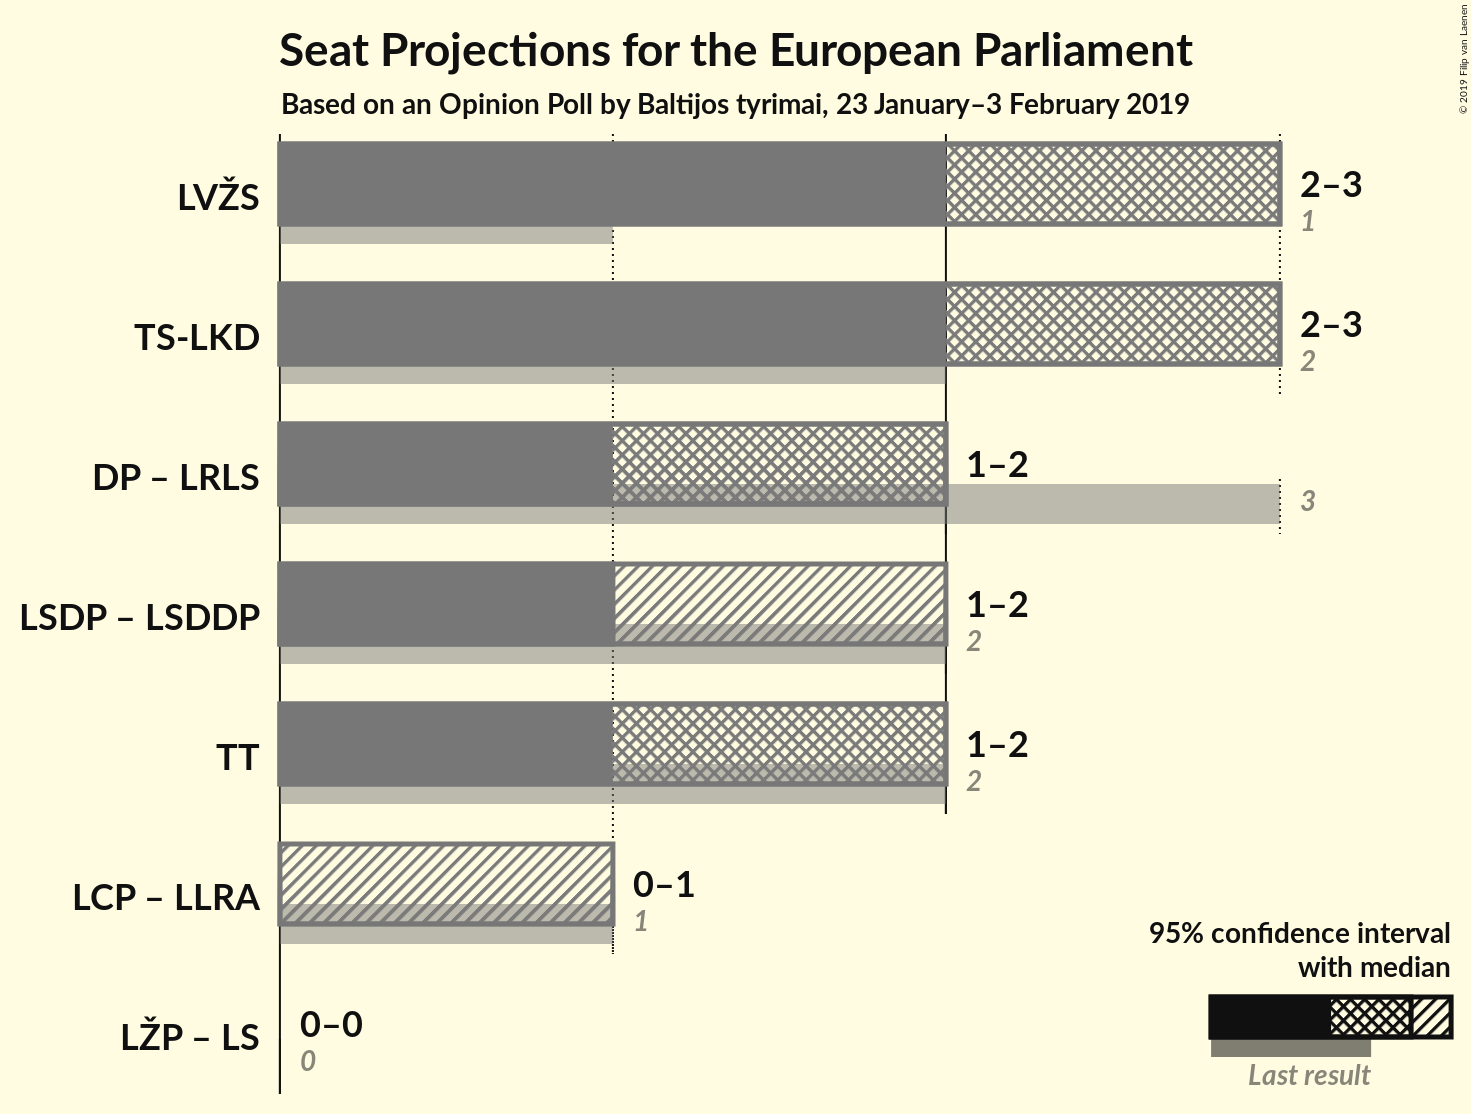 Seat Projections for the European Parliament
Based on an Opinion Poll by Baltijos tyrimai, 23 January–3 February 2019
© 2019 Filip van Laenen
LVŽS
2–3
1
TS-LKD
2–3
2
DP – LRLS
1–2
3
LSDP – LSDDP
1–2
2
TT
1–2
2
LCP – LLRA
0–1
1
LŽP – LS
0–0
0
95% confidence interval
with median
Last result